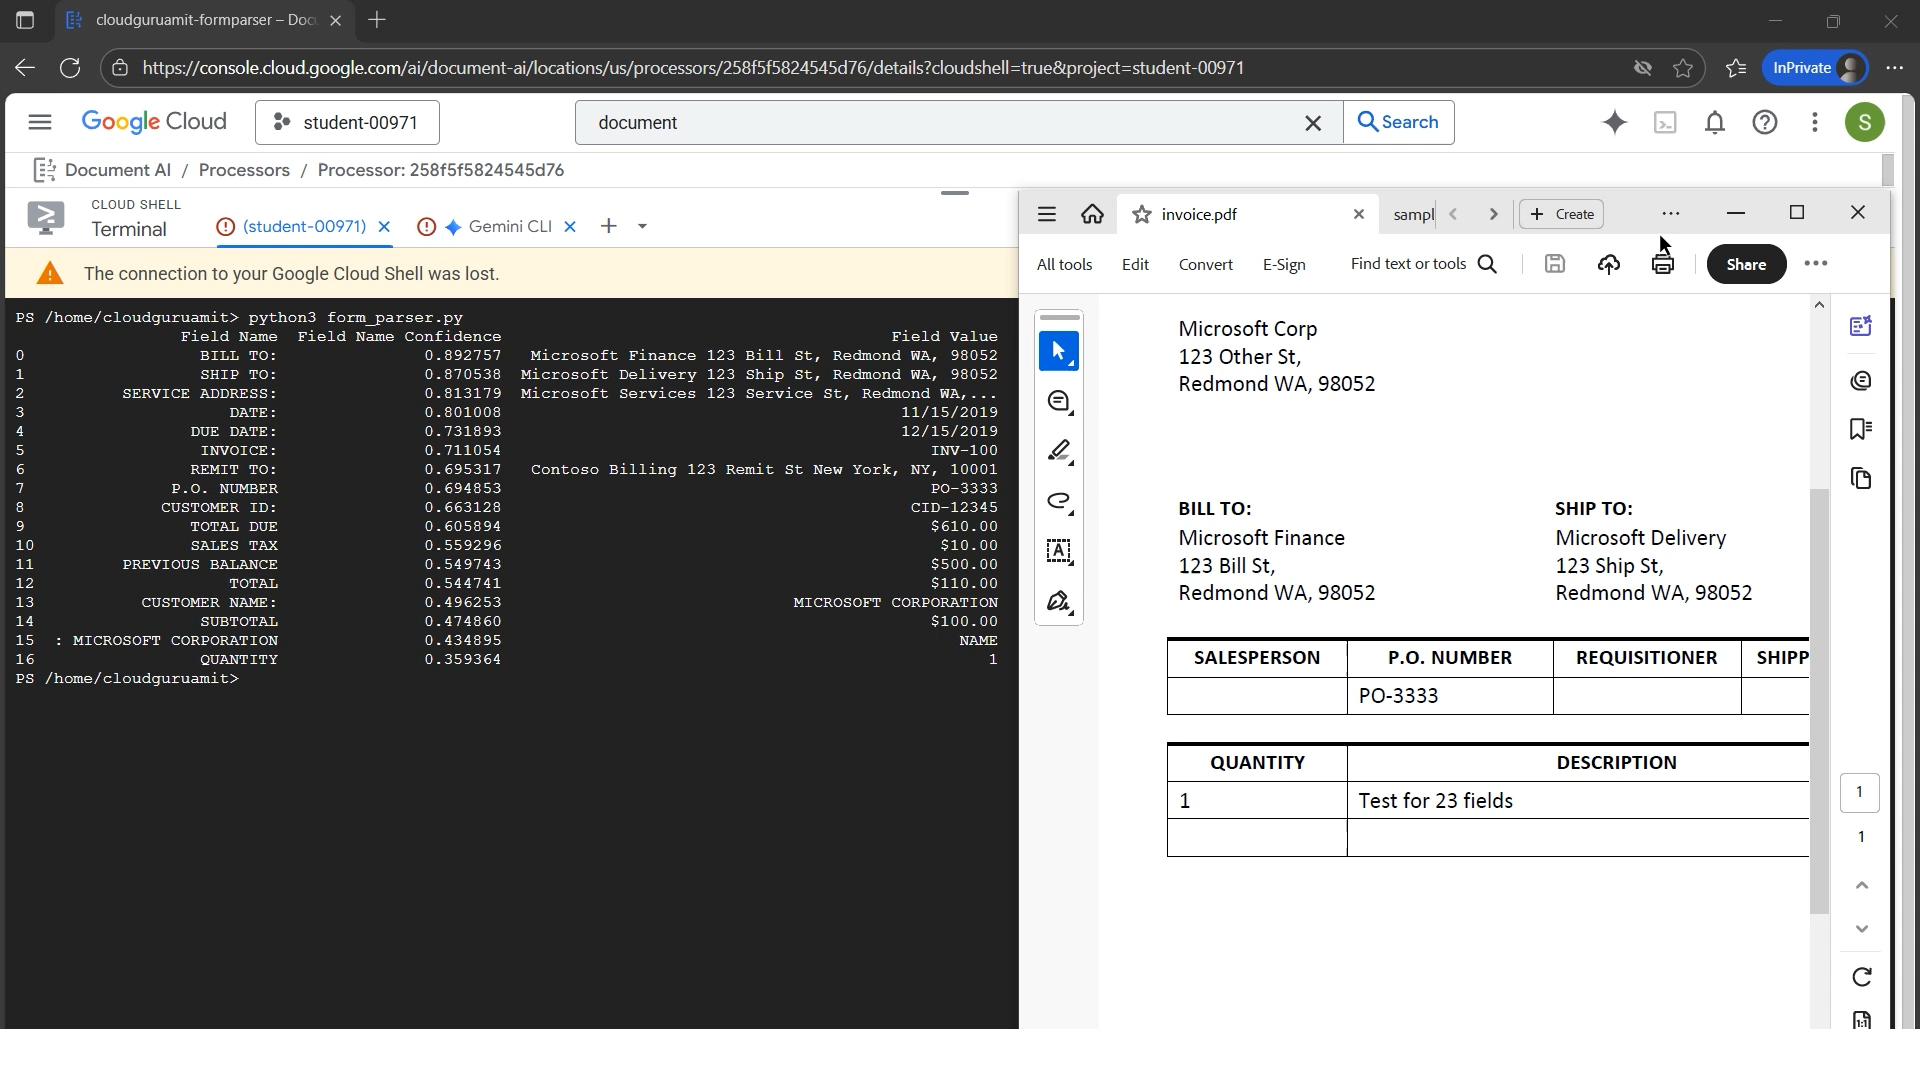 cloudguruamit-formparser – Doc
https://console.cloud.google.com/ai/document-ai/locations/us/processors/258f5f5824545d76/details?cloudshell=true&project=student-00971
InPrivate
Google Cloud
student-00971
document
Search
S
Document AI / Processors / Processor: 258f5f5824545d76
CLOUD SHELL
Terminal
(student-00971)
Gemini CLI
The connection to your Google Cloud Shell was lost.
PS /home/cloudguruamit> python3 form_parser.py
Field Name Field Name Confidence Field Value
0 BILL TO: 0.892757 Microsoft Finance 123 Bill St, Redmond WA, 98052
1 SHIP TO: 0.870538 Microsoft Delivery 123 Ship St, Redmond WA, 98052
2 SERVICE ADDRESS: 0.813179 Microsoft Services 123 Service St, Redmond WA,...
3 DATE: 0.801008 11/15/2019
4 DUE DATE: 0.731893 12/15/2019
5 INVOICE: 0.711054 INV-100
6 REMIT TO: 0.695317 Contoso Billing 123 Remit St New York, NY, 10001
7 P.O. NUMBER 0.694853 PO-3333
8 CUSTOMER ID: 0.663128 CID-12345
9 TOTAL DUE 0.605894 $610.00
10 SALES TAX 0.559296 $10.00
11 PREVIOUS BALANCE 0.549743 $500.00
12 TOTAL 0.544741 $110.00
13 CUSTOMER NAME: 0.496253 MICROSOFT CORPORATION
14 SUBTOTAL 0.474860 $100.00
15 : MICROSOFT CORPORATION 0.434895 NAME
16 QUANTITY 0.359364 1
PS /home/cloudguruamit>
invoice.pdf
sampl
Create
All tools
Edit
Convert
E-Sign
Find text or tools
Share
Microsoft Corp
123 Other St,
Redmond WA, 98052
BILL TO:
Microsoft Finance
123 Bill St,
Redmond WA, 98052
SHIP TO:
Microsoft Delivery
123 Ship St,
Redmond WA, 98052
SALESPERSON P.O. NUMBER REQUISITIONER SHIPP
PO-3333
QUANTITY DESCRIPTION
1 Test for 23 fields
1
1